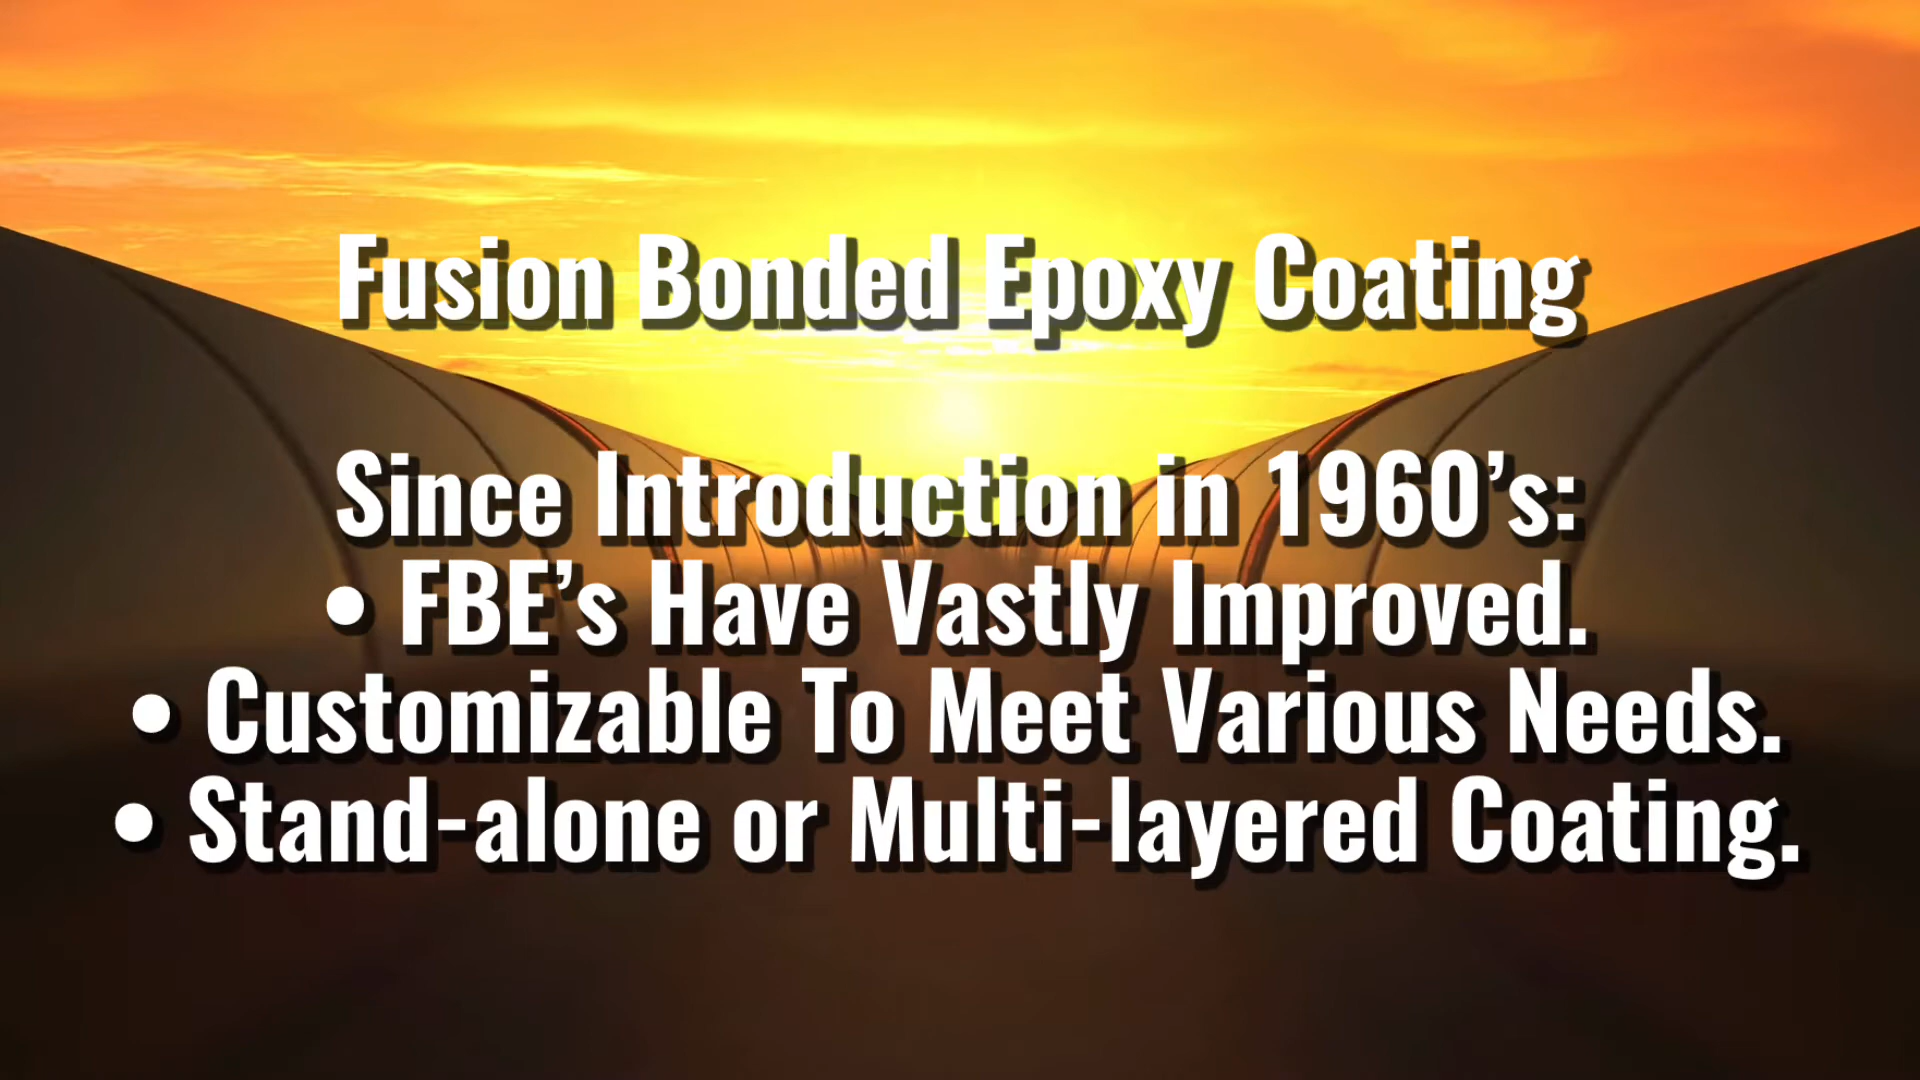 Fusion Bonded Epoxy Coating
Since Introduction in 1960’s:
• FBE’s Have Vastly Improved.
• Customizable To Meet Various Needs.
• Stand-alone or Multi-layered Coating.